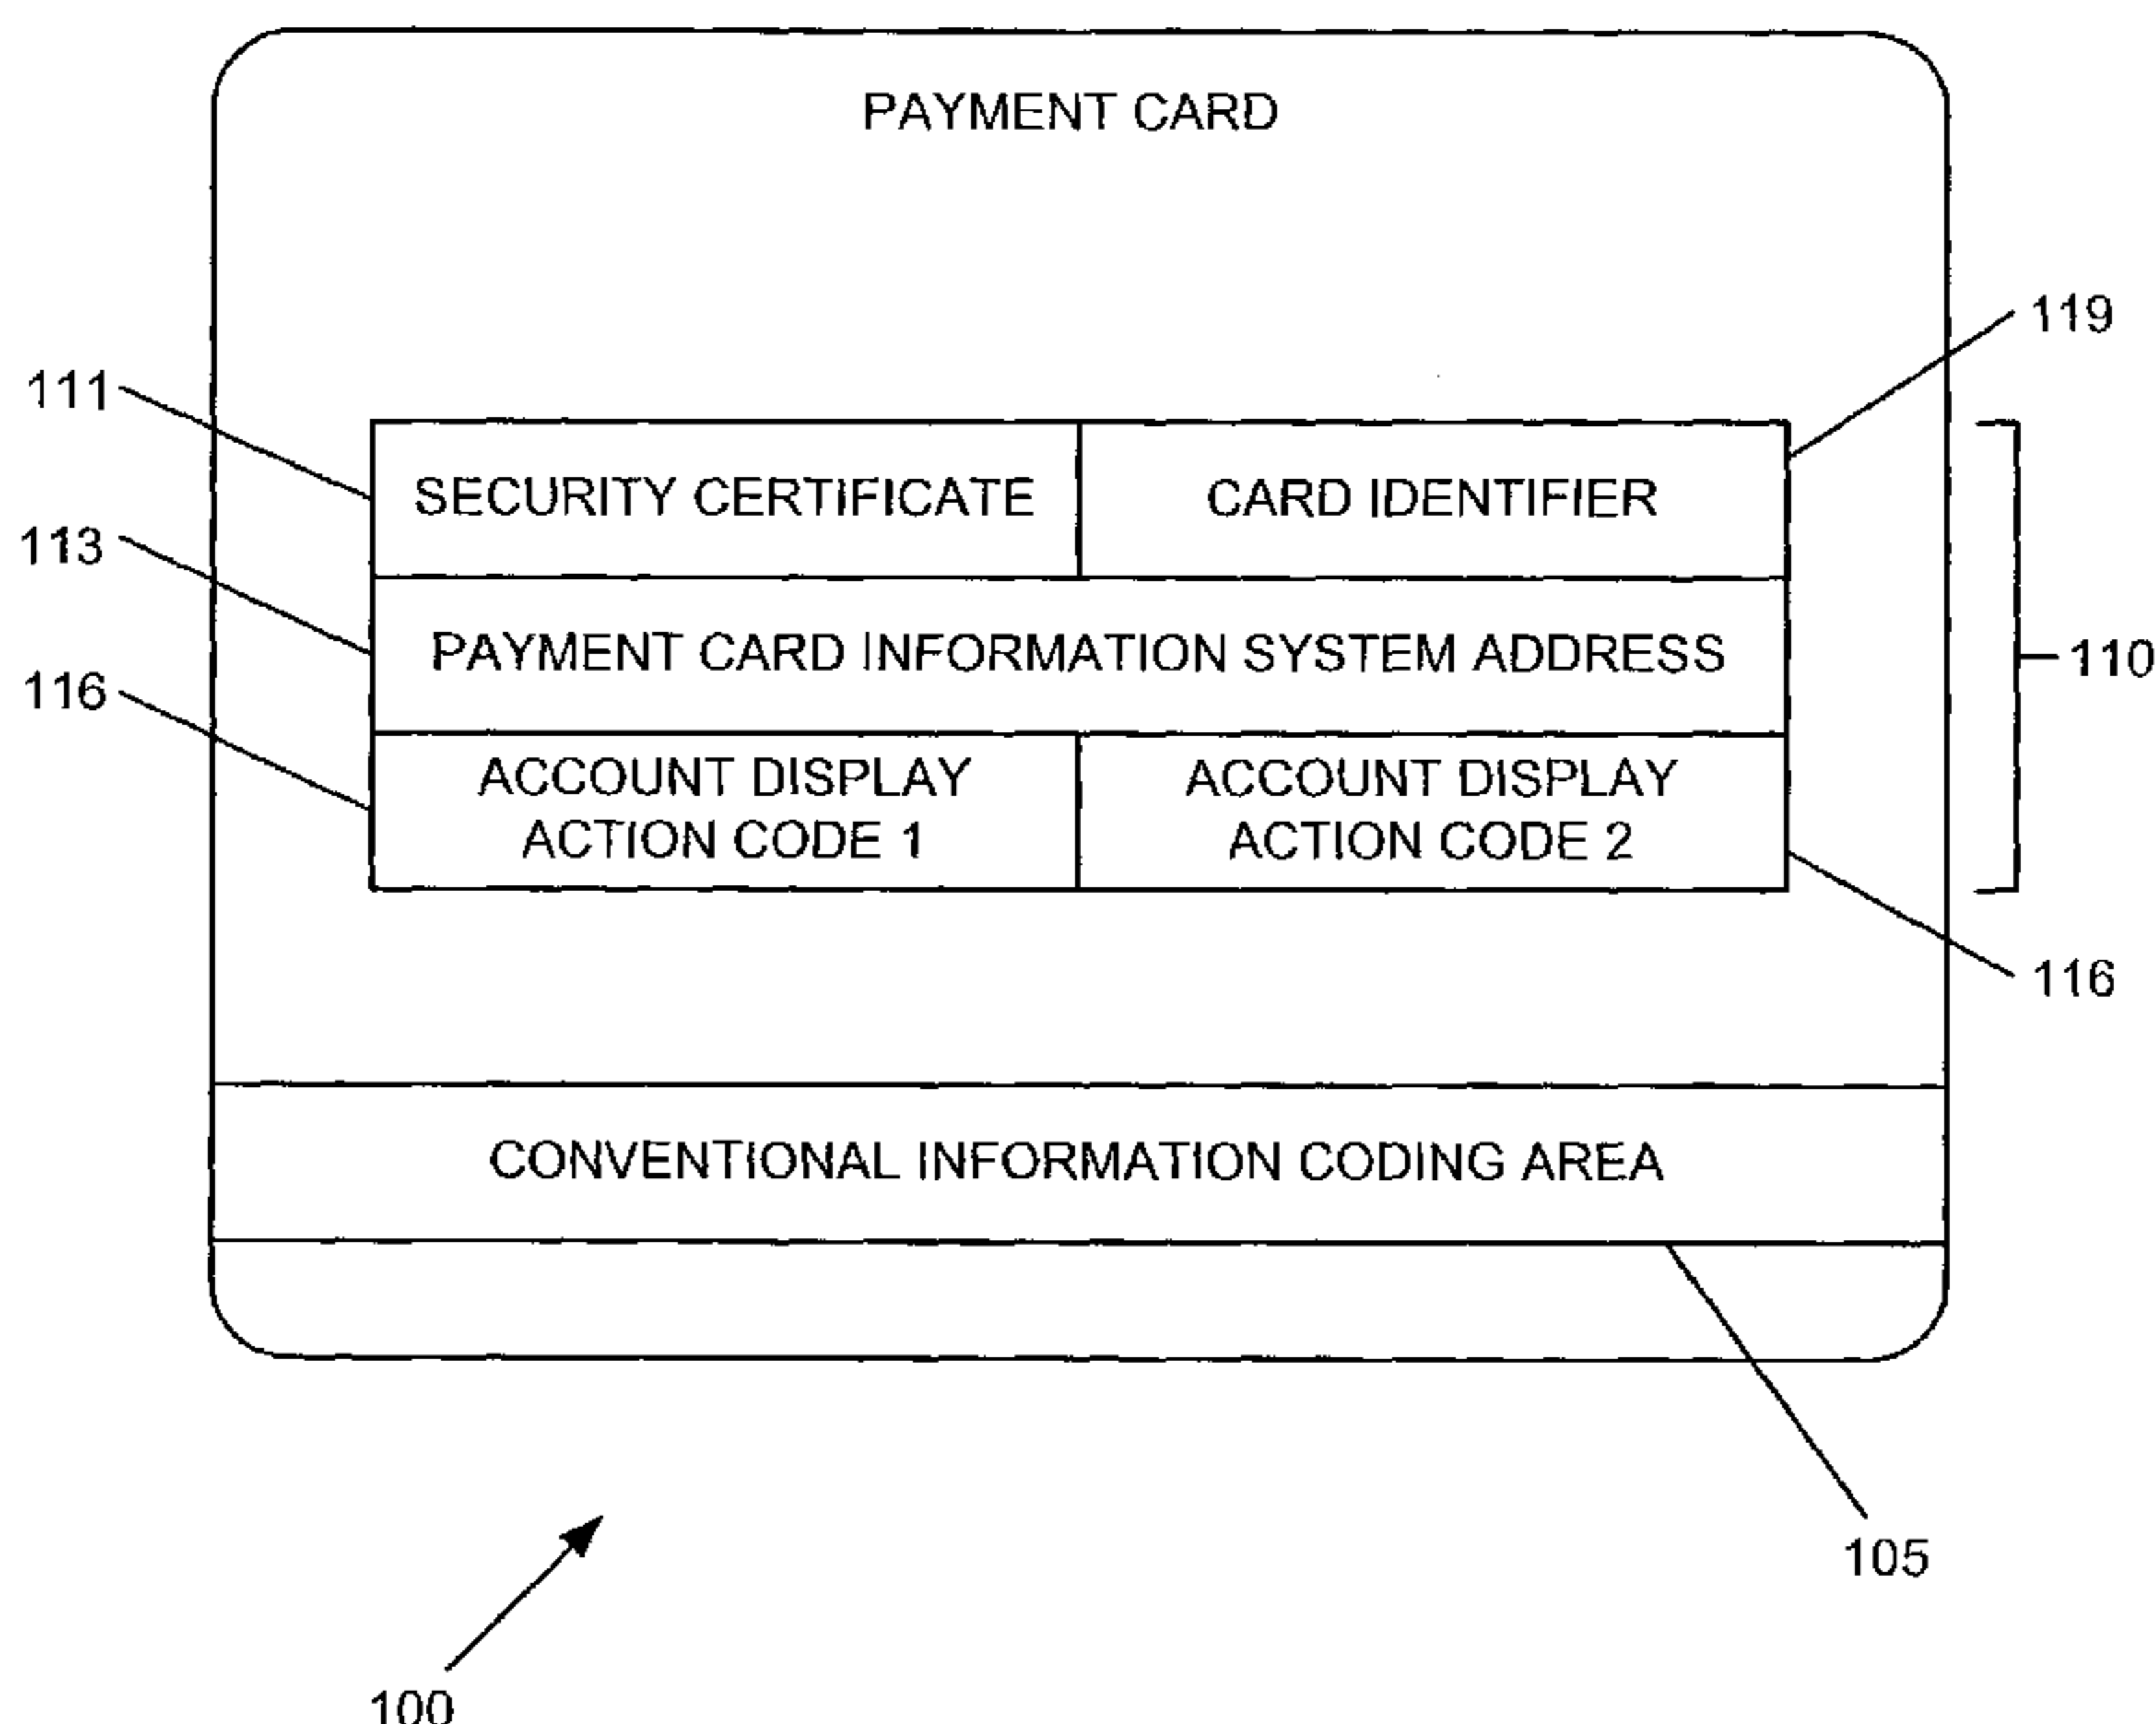 PAYMENT CARD
119
111
SECURITY CERTIFICATE
CARD IDENTIFIER
113
PAYMENT CARD INFORMATION SYSTEM ADDRESS
110
116
ACCOUNT DISPLAY
ACTION CODE 1
ACCOUNT DISPLAY
ACTION CODE 2
116
CONVENTIONAL INFORMATION CODING AREA
105
100